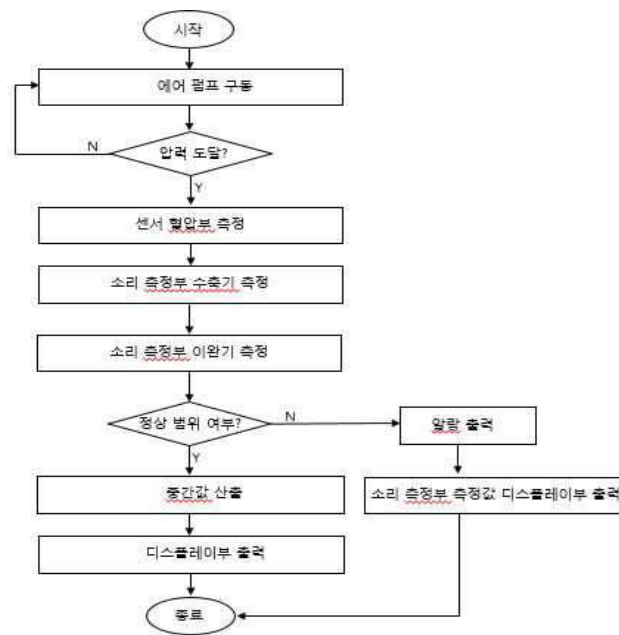 시작
에어 펌프 구동
압력 도달?
N
Y
센서 혈압부 측정
소리 측정부 수축기 측정
소리 측정부 이완기 측정
정상 범위 여부?
N
Y
알람 출력
중간값 산출
소리 측정부 측정값 디스플레이부 출력
디스플레이부 출력
종료